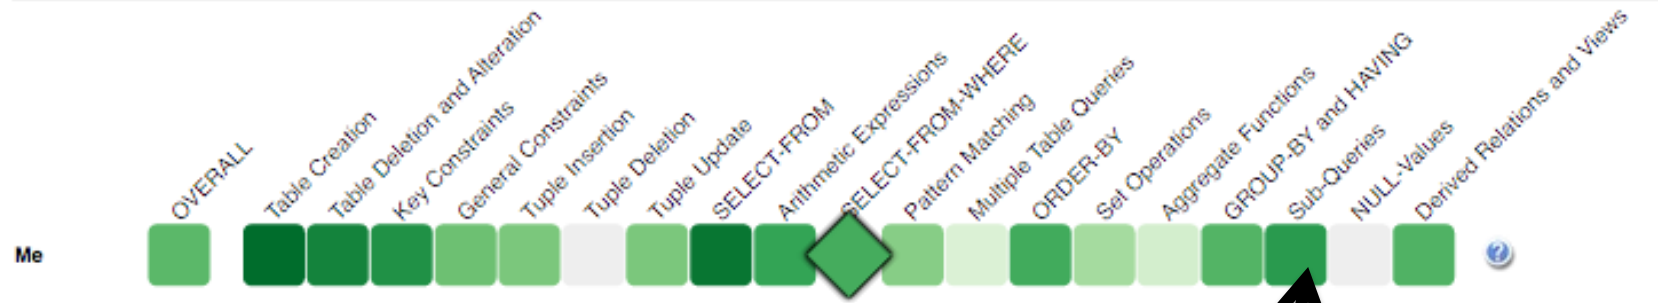 OVERALL
Table Creation
Table Deletion and Alteration
Key Constraints
General Constraints
Tuple Insertion
Tuple Deletion
Tuple Update
SELECT-FROM
Arithmetic Expressions
SELECT-FROM-WHERE
Pattern Matching
Multiple Table Queries
ORDER-BY
Set Operations
Aggregate Functions
GROUP-BY and HAVING
Sub-Queries
NULL-Values
Derived Relations and Views
Me
?